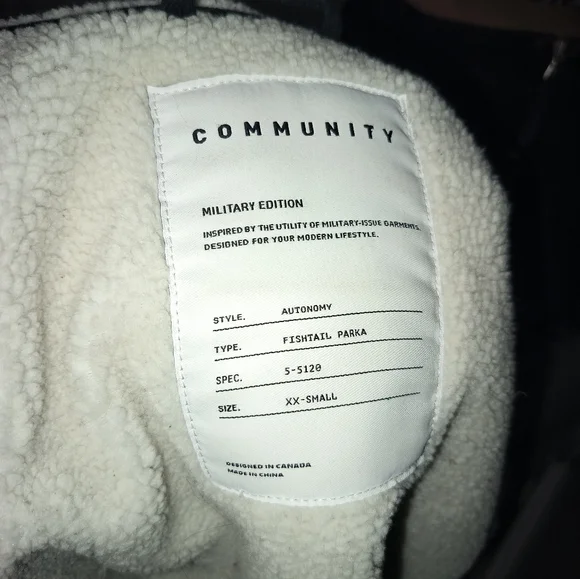 COMMUNITY
MILITARY EDITION
INSPIRED BY THE UTILITY OF MILITARY-ISSUE GARMENTS.
DESIGNED FOR YOUR MODERN LIFESTYLE.
STYLE. AUTONOMY
TYPE. FISHTAIL PARKA
SPEC. 5-5120
SIZE. XX-SMALL
DESIGNED IN CANADA
MADE IN CHINA